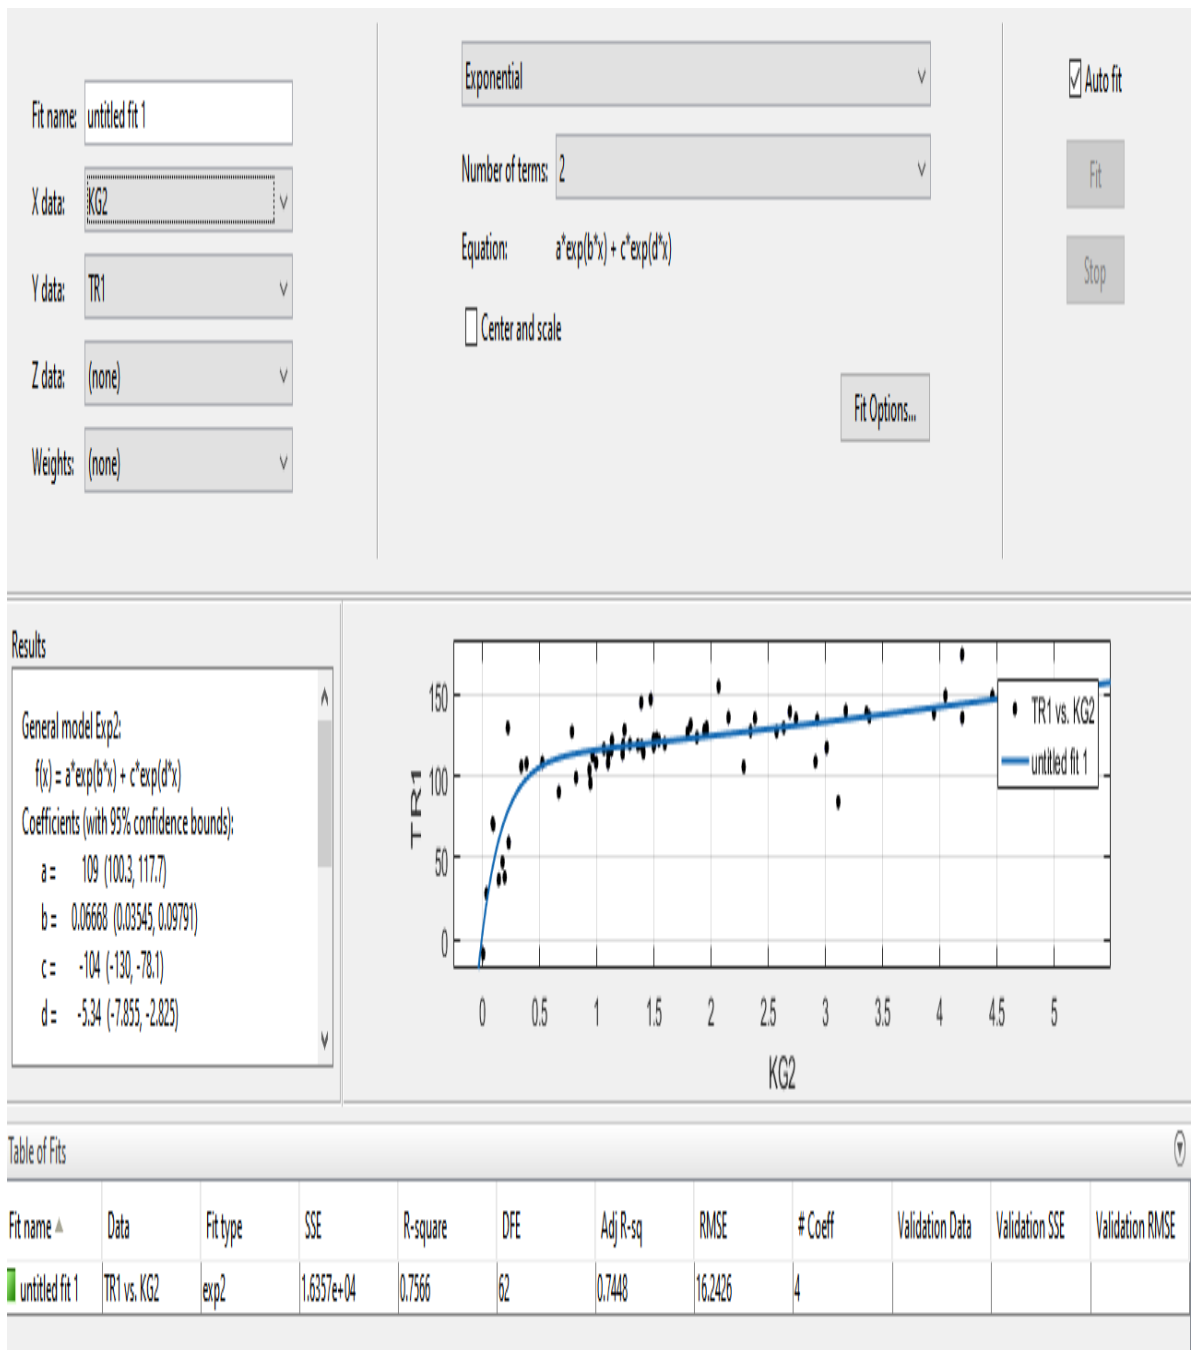 Fit name: untitled fit 1
X data: KG2
Y data: TR1
Z data: (none)
Weights: (none)
Exponential
Number of terms: 2
Equation: a*exp(b*x) + c*exp(d*x)
Center and scale
Fit Options...
Auto fit
Fit
Stop
Results
General model Exp2:
f(x) = a*exp(b*x) + c*exp(d*x)
Coefficients (with 95% confidence bounds):
a = 109 (100.3, 117.7)
b = 0.06668 (0.03545, 0.09791)
c = -104 (-130, -78.1)
d = -5.34 (-7.855, -2.825)
150
100
50
0
TR1
0 0.5 1 1.5 2 2.5 3 3.5 4 4.5 5
KG2
TR1 vs. KG2
untitled fit 1
Table of Fits
Fit name Data Fit type SSE R-square DFE Adj R-sq RMSE # Coeff Validation Data Validation SSE Validation RMSE
untitled fit 1 TR1 vs. KG2 exp2 1.6357e+04 0.7566 62 0.7448 16.2426 4